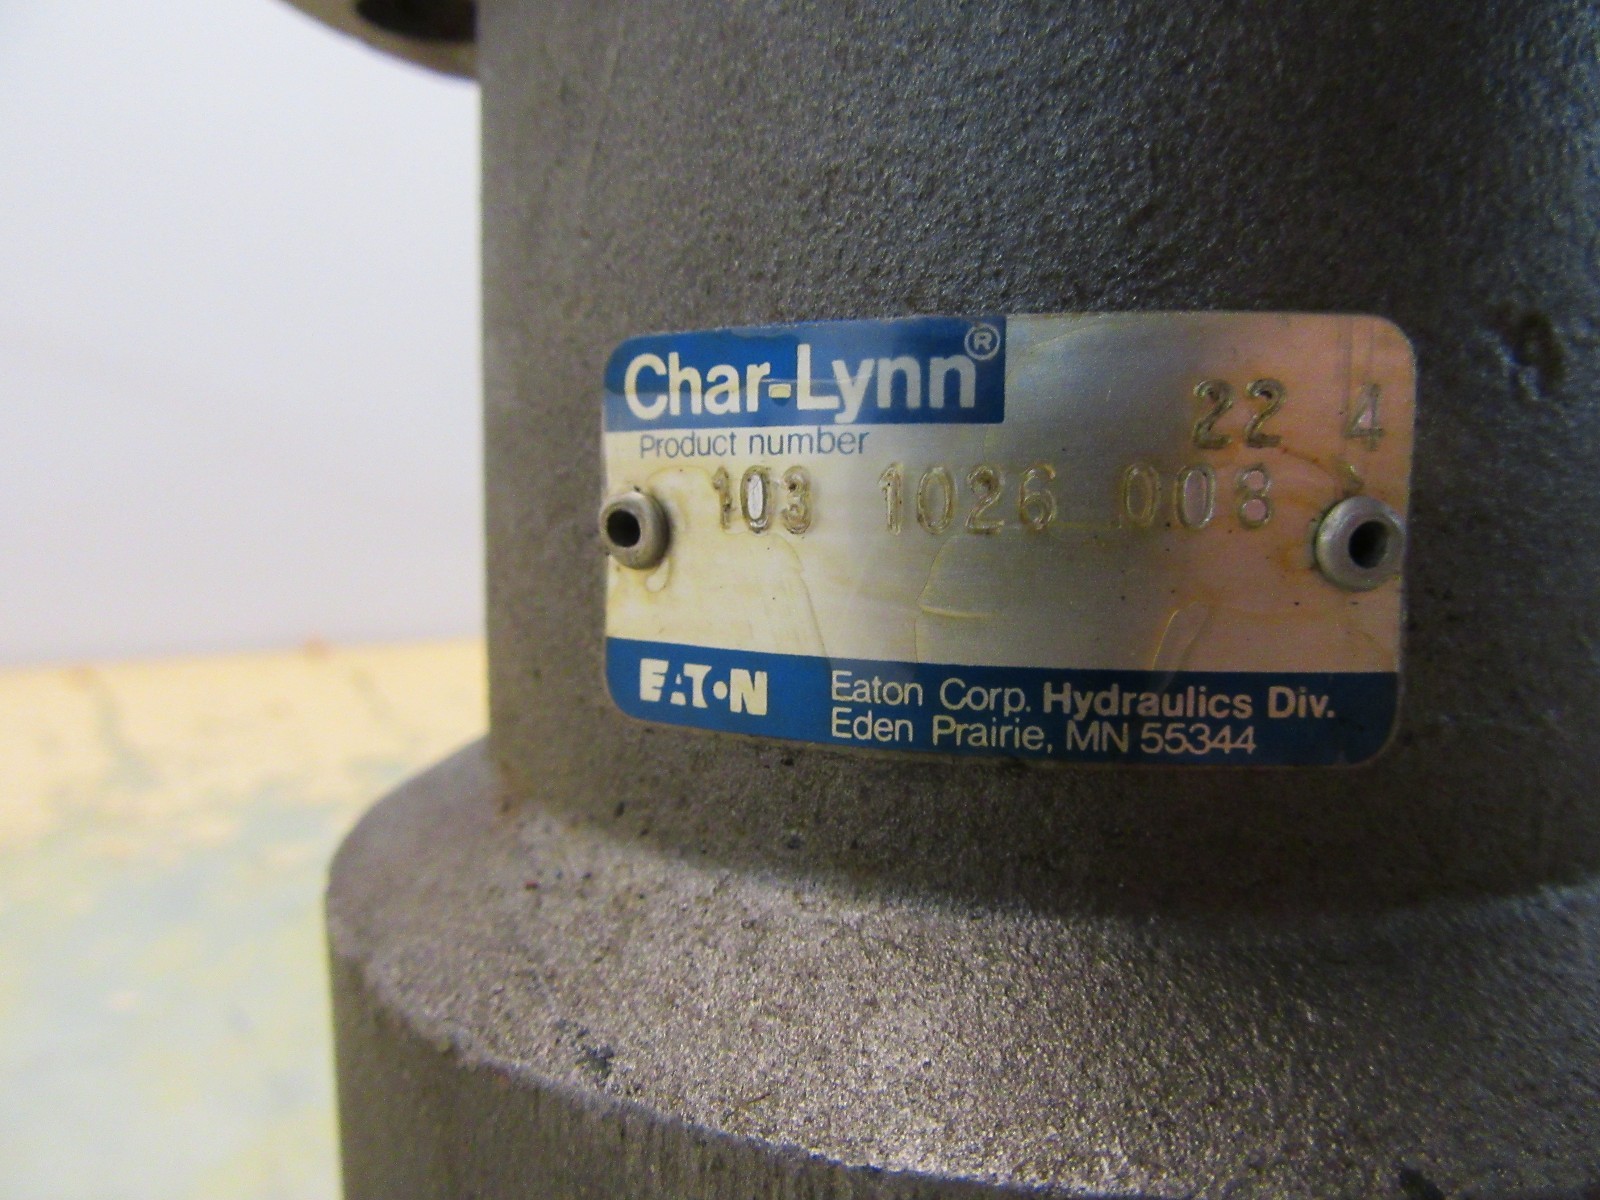 Char-Lynn®
22 4
Product number
103 1026 008
EATON
Eaton Corp. Hydraulics Div.
Eden Prairie, MN 55344